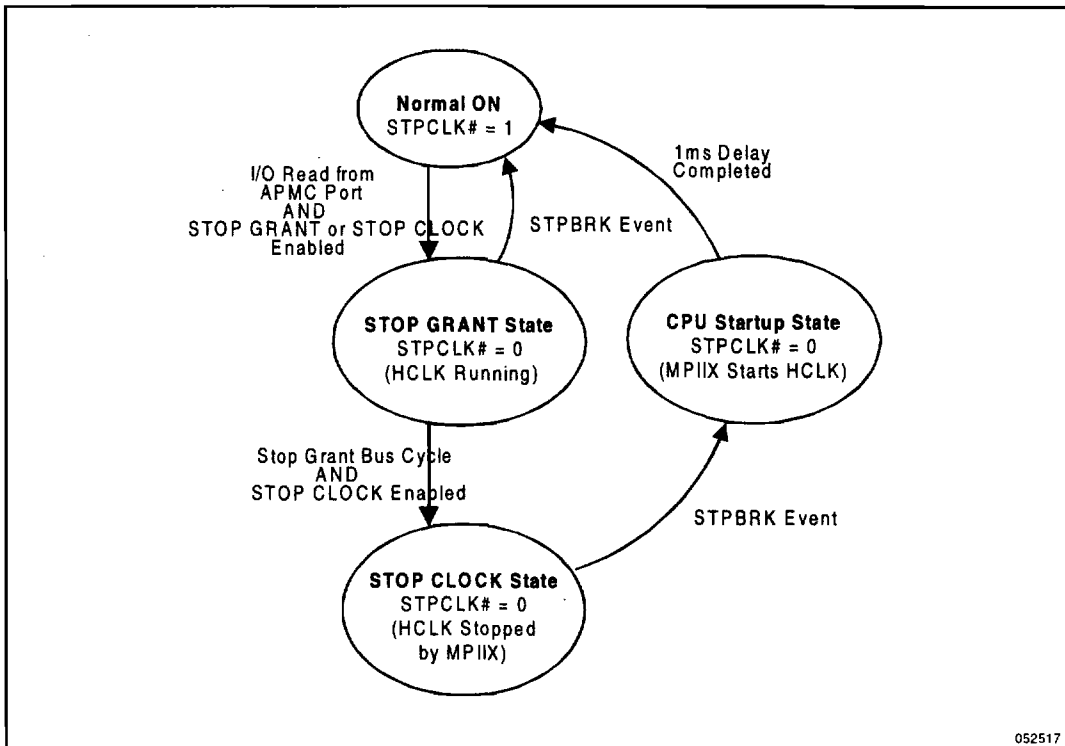 Normal ON
STPCLK# = 1
I/O Read from
APMC Port
AND
STOP GRANT or STOP CLOCK
Enabled
STPBRK Event
1ms Delay
Completed
STOP GRANT State
STPCLK# = 0
(HCLK Running)
CPU Startup State
STPCLK# = 0
(MPIIX Starts HCLK)
Stop Grant Bus Cycle
AND
STOP CLOCK Enabled
STPBRK Event
STOP CLOCK State
STPCLK# = 0
(HCLK Stopped
by MPIIX)
052517